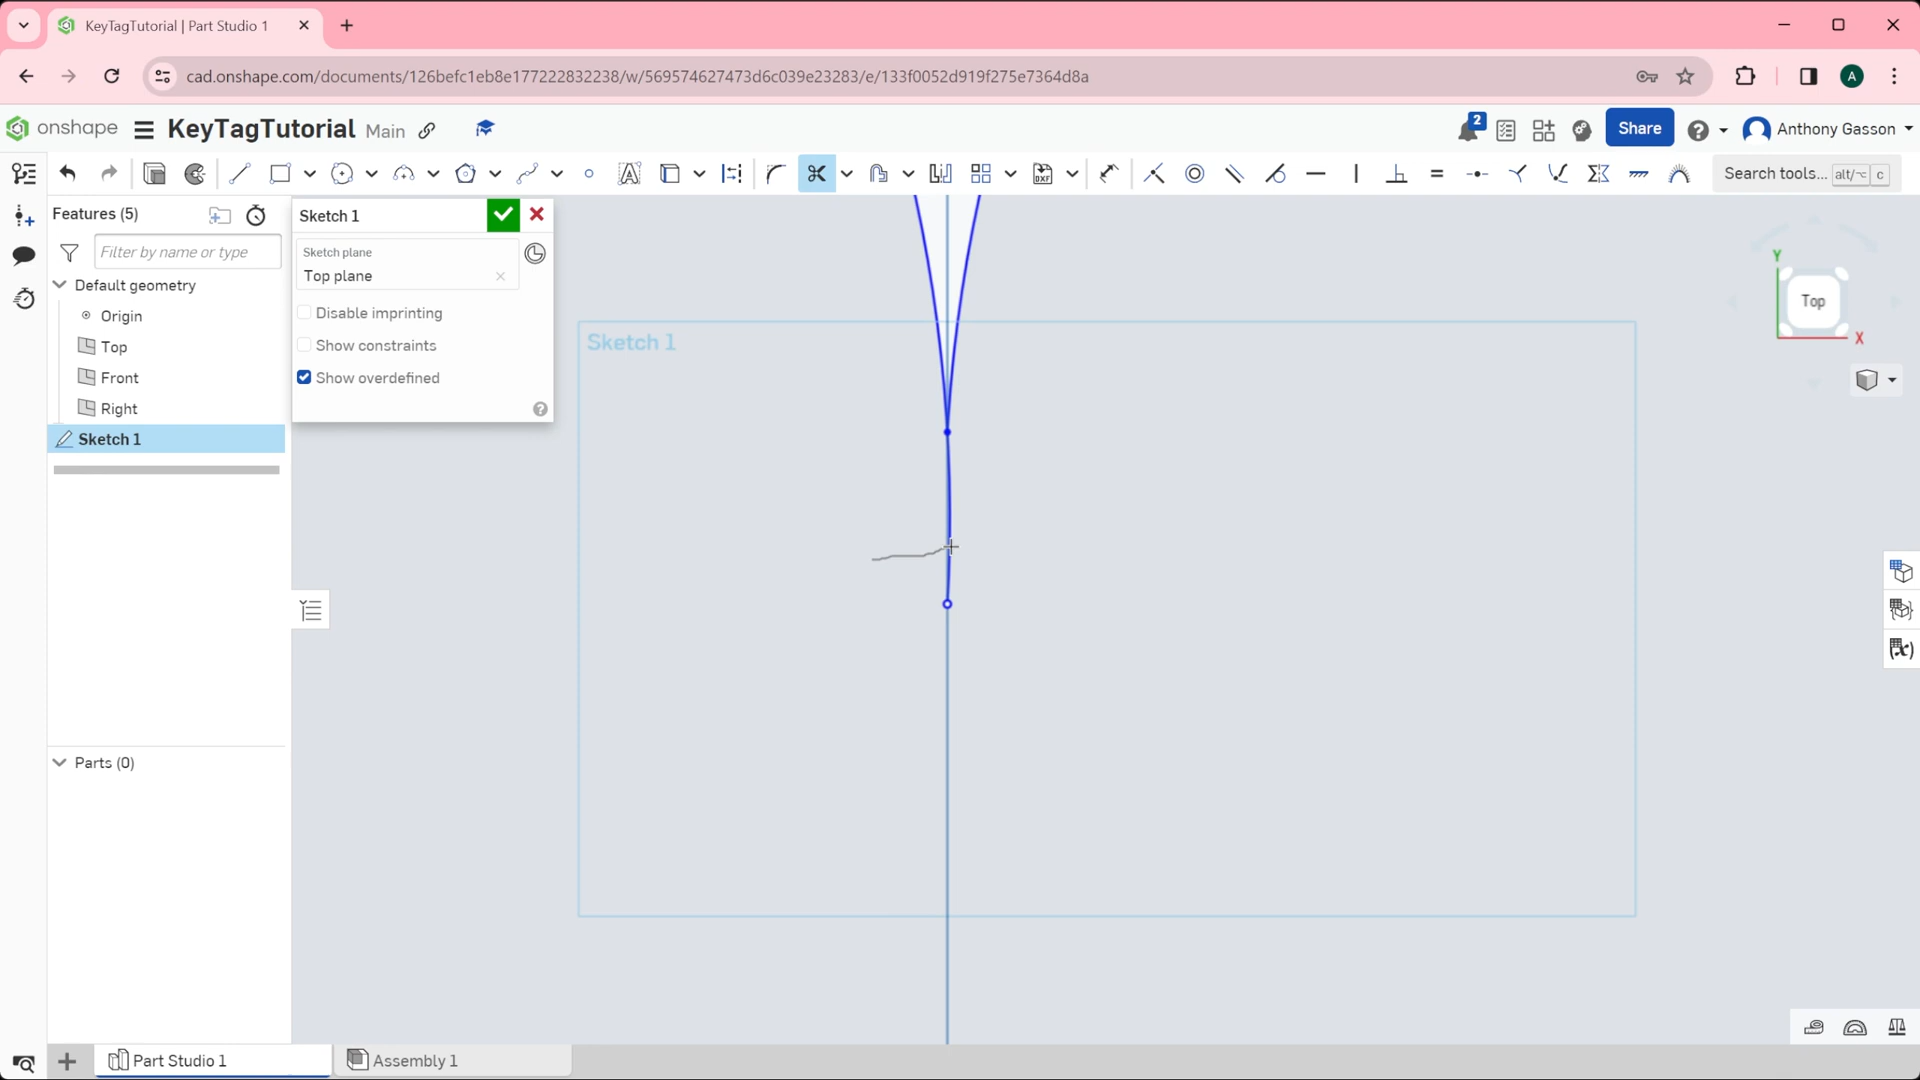 KeyTagTutorial | Part Studio 1
cad.onshape.com/documents/126befc1eb8e177222832238/w/569574627473d6c039e23283/e/133f0052d919f275e7364d8a
A
onshape
KeyTagTutorial Main
2
Share
Anthony Gasson
DXF
Search tools... alt/⌥ c
Features (5)
Filter by name or type
Default geometry
Origin
Top
Front
Right
Sketch 1
Parts (0)
Sketch 1
Sketch plane
Top plane
Disable imprinting
Show constraints
Show overdefined
Sketch 1
Y
Top
X
Part Studio 1
Assembly 1